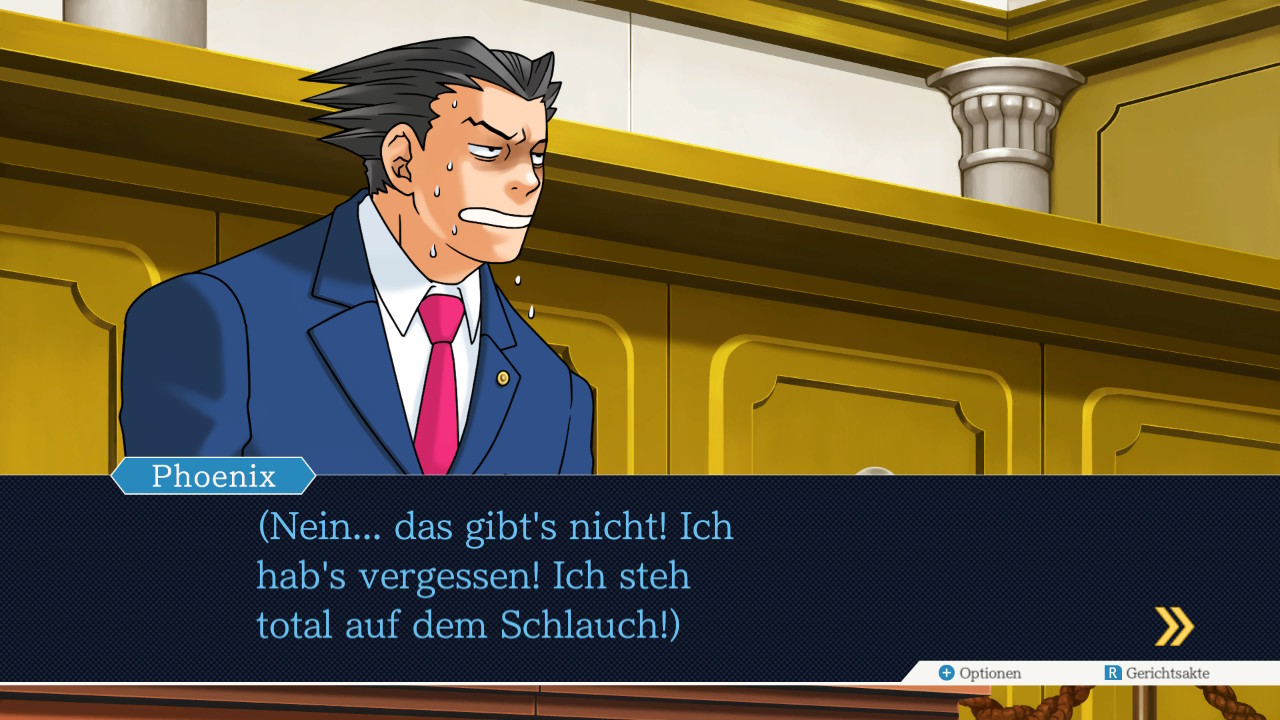 Phoenix
(Nein... das gibt's nicht! Ich
hab's vergessen! Ich steh
total auf dem Schlauch!)
+ Optionen
R Gerichtsakte